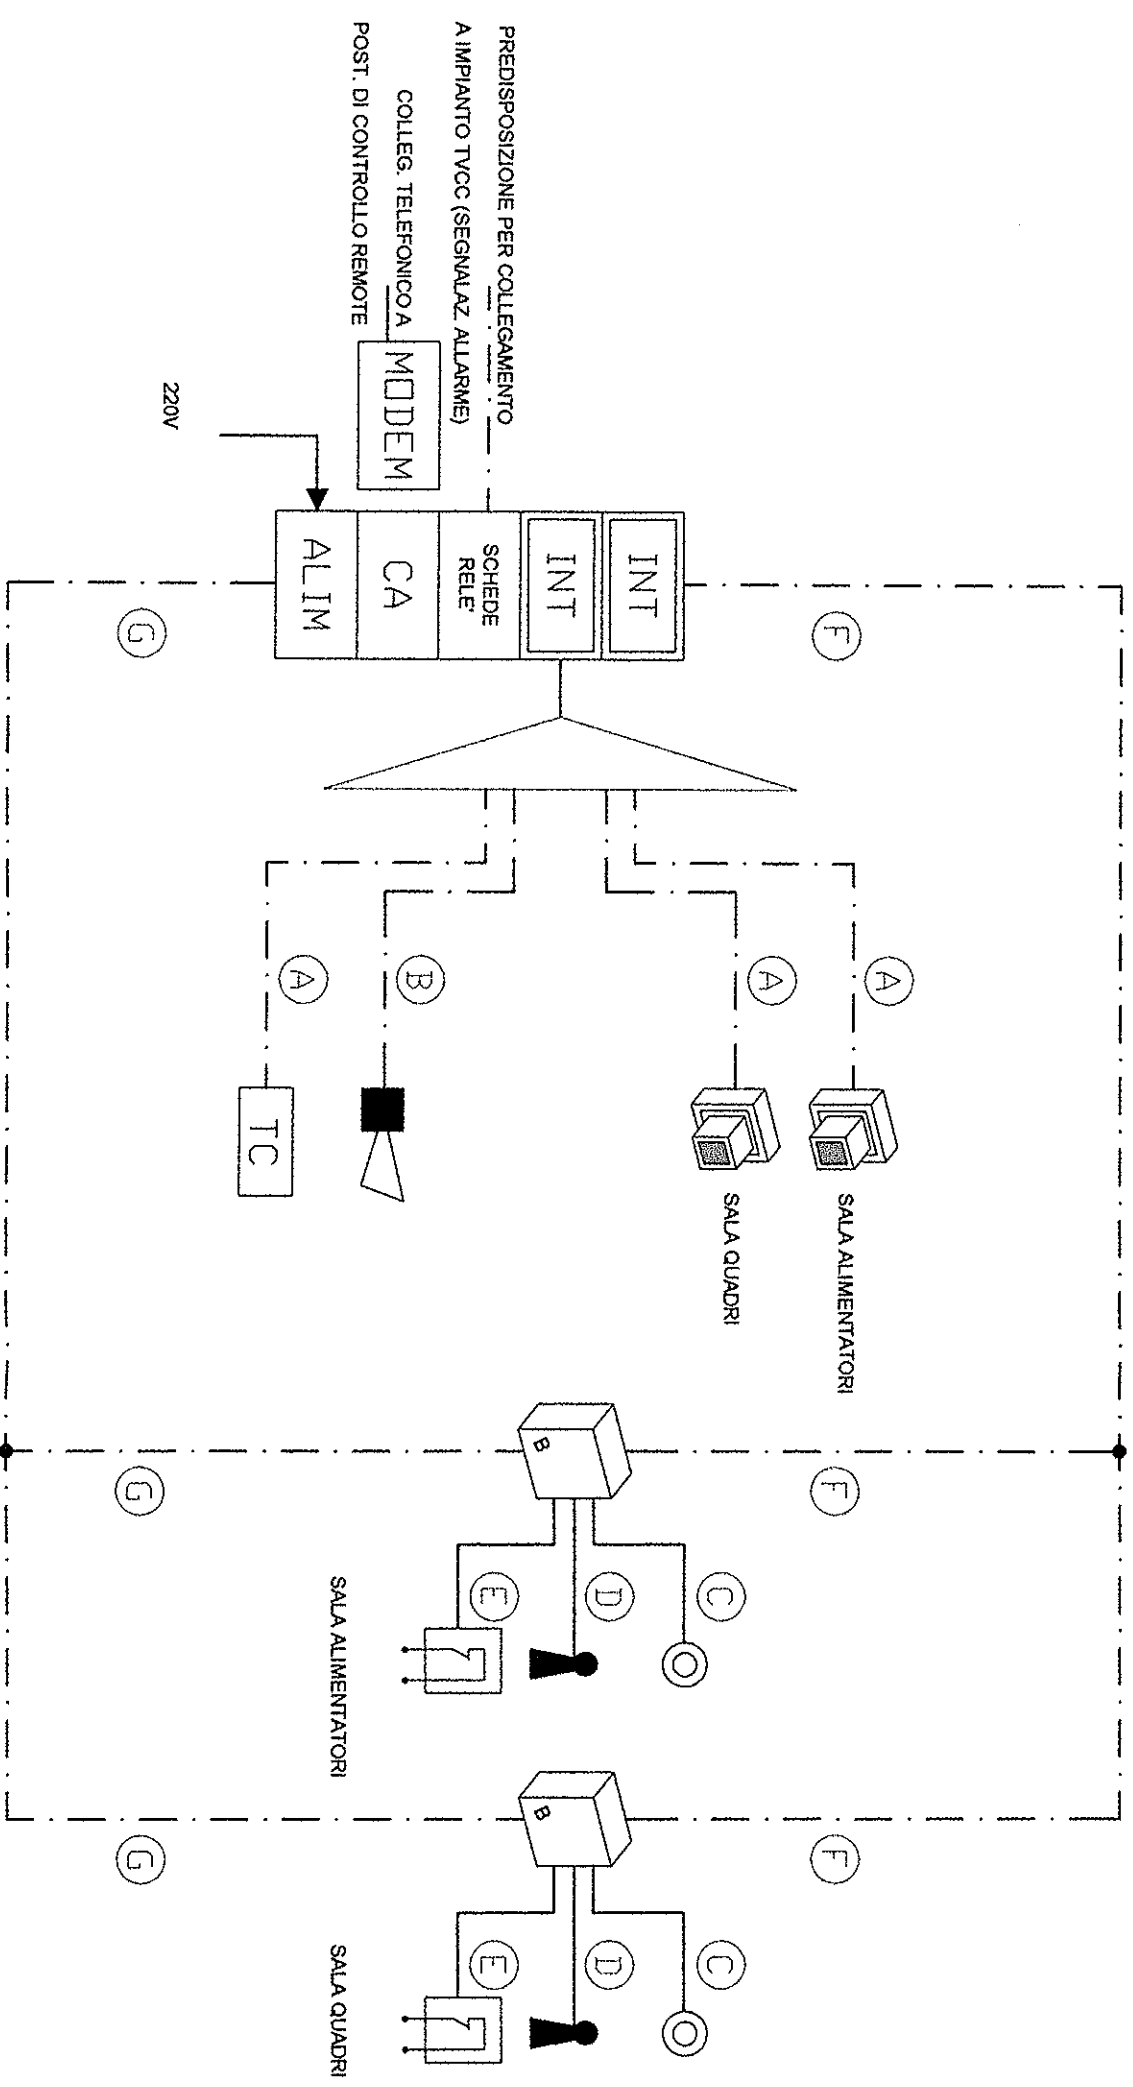 PREDISPOSIZIONE PER COLLEGAMENTO
A IMPIANTO TVCC (SEGNALAZ. ALLARME)
COLLEG. TELEFONICO A
POST. DI CONTROLLO REMOTE
MODEM
220V
INT
INT
SCHEDE
RELE'
CA
ALIM
F
G
A
A
B
A
TC
SALA ALIMENTATORI
SALA QUADRI
F
B
G
C
D
E
SALA ALIMENTATORI
F
B
G
C
D
E
SALA QUADRI